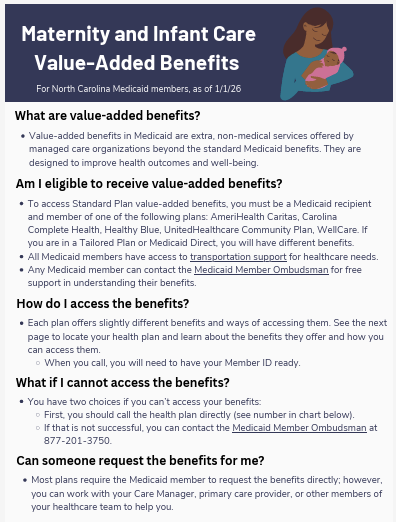 Maternity and Infant Care
Value-Added Benefits
For North Carolina Medicaid members, as of 1/1/26
What are value-added benefits?
• Value-added benefits in Medicaid are extra, non-medical services offered by
managed care organizations beyond the standard Medicaid benefits. They are
designed to improve health outcomes and well-being.
Am I eligible to receive value-added benefits?
• To access Standard Plan value-added benefits, you must be a Medicaid recipient
and member of one of the following plans: AmeriHealth Caritas, Carolina
Complete Health, Healthy Blue, UnitedHealthcare Community Plan, WellCare. If
you are in a Tailored Plan or Medicaid Direct, you will have different benefits.
• All Medicaid members have access to transportation support for healthcare needs.
• Any Medicaid member can contact the Medicaid Member Ombudsman for free
support in understanding their benefits.
How do I access the benefits?
• Each plan offers slightly different benefits and ways of accessing them. See the next
page to locate your health plan and learn about the benefits they offer and how you
can access them.
○ When you call, you will need to have your Member ID ready.
What if I cannot access the benefits?
• You have two choices if you can't access your benefits:
○ First, you should call the health plan directly (see number in chart below).
○ If that is not successful, you can contact the Medicaid Member Ombudsman at
877-201-3750.
Can someone request the benefits for me?
• Most plans require the Medicaid member to request the benefits directly; however,
you can work with your Care Manager, primary care provider, or other members of
your healthcare team to help you.